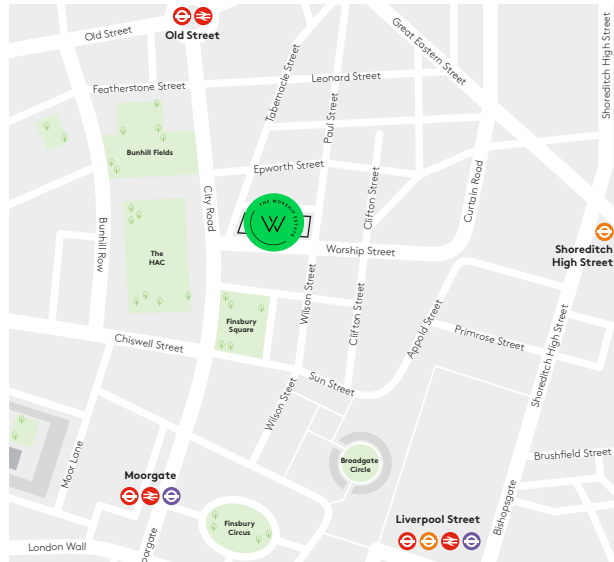 Old Street
Old Street
Great Eastern Street
Shoreditch High Street
Tabernacle Street
Leonard Street
Featherstone Street
Paul Street
Bunhill Fields
Epworth Street
Clifton Street
Curtain Road
City Road
THE WORSHIP ESTATE
W
Bunhill Row
The
HAC
Worship Street
Shoreditch
High Street
Wilson Street
Clifton Street
Finsbury
Square
Appold Street
Primrose Street
Shoreditch High Street
Chiswell Street
Sun Street
Wilson Steet
Moor Lane
Broadgate
Circle
Brushfield Street
Moorgate
Bishopsgate
Finsbury
Circus
Liverpool Street
London Wall
oorgate